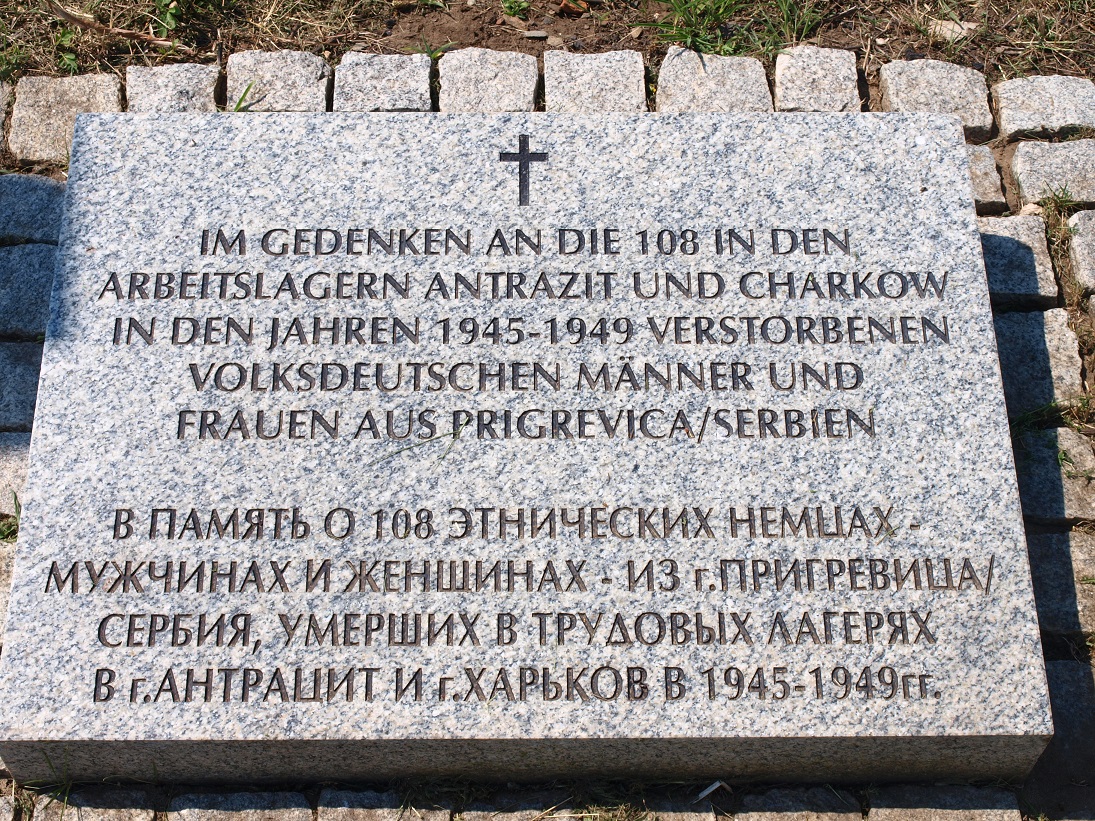 IM GEDENKEN AN DIE 108 IN DEN
ARBEITSLAGERN ANTRAZIT UND CHARKOW
IN DEN JAHREN 1945-1949 VERSTORBENEN
VOLKSDEUTSCHEN MÄNNER UND
FRAUEN AUS PRIGREVICA/SERBIEN
В ПАМЯТЬ О 108 ЭТНИЧЕСКИХ НЕМЦАХ -
МУЖЧИНАХ И ЖЕНЩИНАХ - ИЗ г.ПРИГРЕВИЦА/
СЕРБИЯ, УМЕРШИХ В ТРУДОВЫХ ЛАГЕРЯХ
В г.АНТРАЦИТ И г.ХАРЬКОВ В 1945-1949гг.